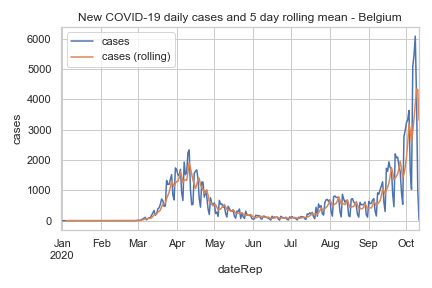 New COVID-19 daily cases and 5 day rolling mean - Belgium
cases
cases (rolling)
6000
5000
4000
3000
2000
1000
0
cases
Jan Feb Mar Apr May Jun Jul Aug Sep Oct
2020
dateRep